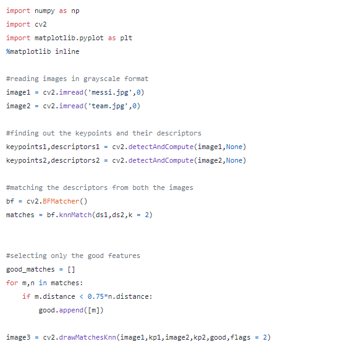 import numpy as np
import cv2
import matplotlib.pyplot as plt
%matplotlib inline
#reading images in grayscale format
image1 = cv2.imread('messi.jpg',0)
image2 = cv2.imread('team.jpg',0)
#finding out the keypoints and their descriptors
keypoints1,descriptors1 = cv2.detectAndCompute(image1,None)
keypoints2,descriptors2 = cv2.detectAndCompute(image2,None)
#matching the descriptors from both the images
bf = cv2.BFMatcher()
matches = bf.knnMatch(ds1,ds2,k = 2)
#selecting only the good features
good_matches = []
for m,n in matches:
    if m.distance < 0.75*n.distance:
        good.append([m])
image3 = cv2.drawMatchesKnn(image1,kp1,image2,kp2,good,flags = 2)